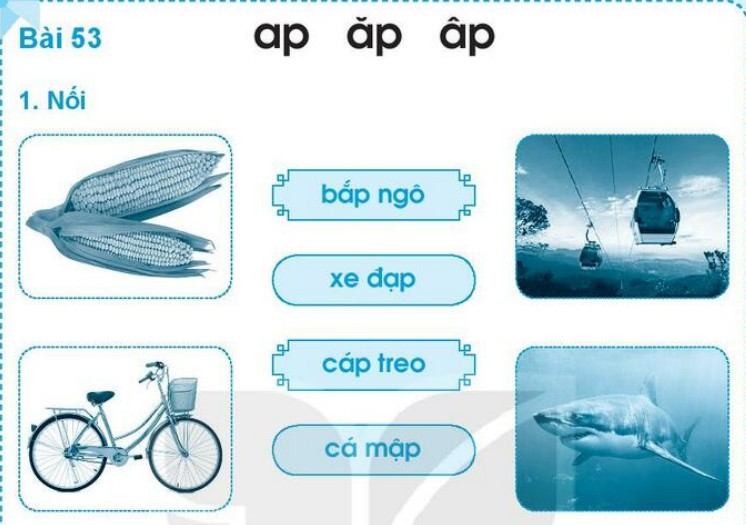 Bài 53
ap ăp âp
1. Nối
bắp ngô
xe đạp
cáp treo
cá mập